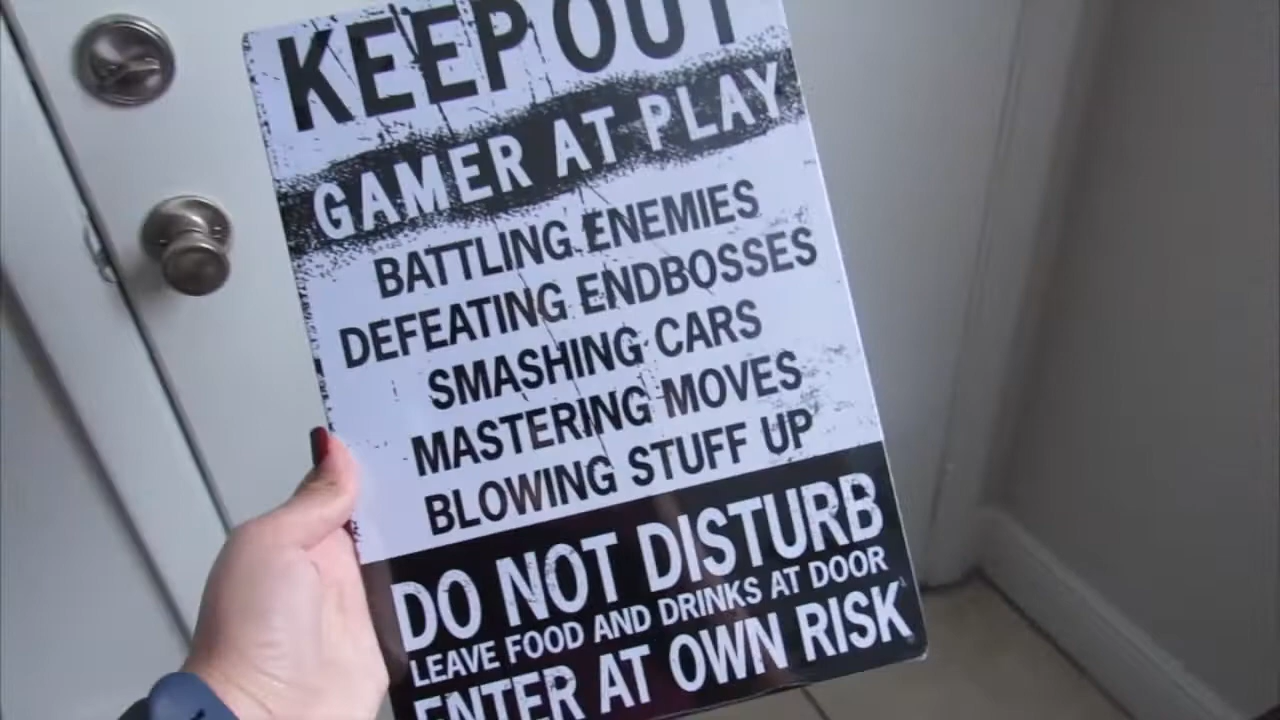 KEEP OUT
GAMER AT PLAY
BATTLING ENEMIES
DEFEATING ENDBOSSES
SMASHING CARS
MASTERING MOVES
BLOWING STUFF UP
DO NOT DISTURB
LEAVE FOOD AND DRINKS AT DOOR
ENTER AT OWN RISK